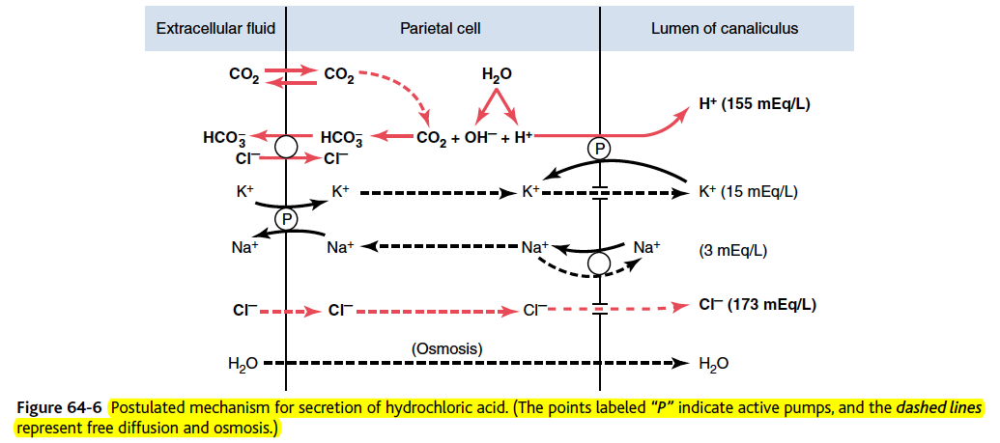 Extracellular fluid Parietal cell Lumen of canaliculus
CO₂ CO₂ H₂O
H⁺ (155 mEq/L)
HCO₃⁻ HCO₃⁻ CO₂ + OH⁻ + H⁺
Cl⁻ Cl⁻ P
K⁺ K⁺ K⁺ K⁺ (15 mEq/L)
P
Na⁺ Na⁺ Na⁺ Na⁺ (3 mEq/L)
Cl⁻ Cl⁻ Cl⁻ Cl⁻ (173 mEq/L)
(Osmosis)
H₂O H₂O
Figure 64-6 Postulated mechanism for secretion of hydrochloric acid. (The points labeled “P” indicate active pumps, and the dashed lines
represent free diffusion and osmosis.)